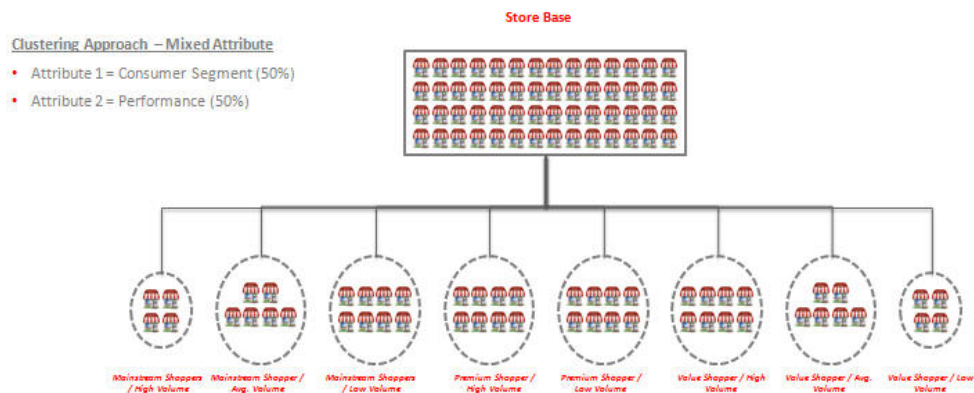 Store Base
Clustering Approach – Mixed Attribute
• Attribute 1 = Consumer Segment (50%)
• Attribute 2 = Performance (50%)
Mainstream Shoppers
/ High Volume
Mainstream Shopper /
Avg. Volume
Mainstream Shoppers
/ Low Volume
Premium Shopper /
High Volume
Premium Shopper /
Low Volume
Value Shopper / High
Volume
Value Shopper / Avg.
Volume
Value Shopper / Low
Volume